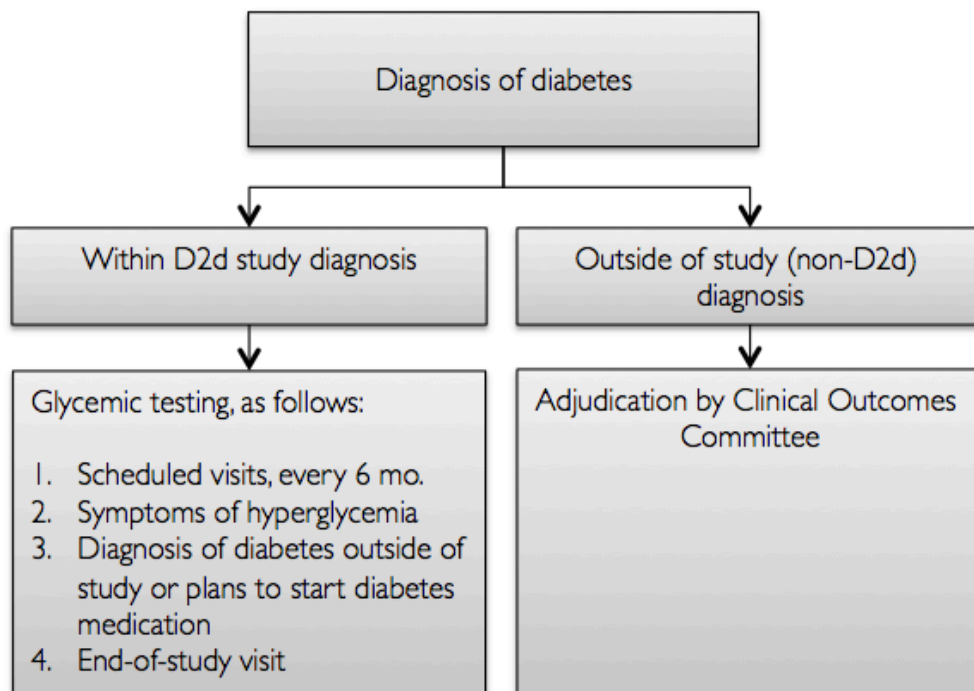 Diagnosis of diabetes
Within D2d study diagnosis
Outside of study (non-D2d)
diagnosis
Glycemic testing, as follows:
1. Scheduled visits, every 6 mo.
2. Symptoms of hyperglycemia
3. Diagnosis of diabetes outside of
study or plans to start diabetes
medication
4. End-of-study visit
Adjudication by Clinical Outcomes
Committee